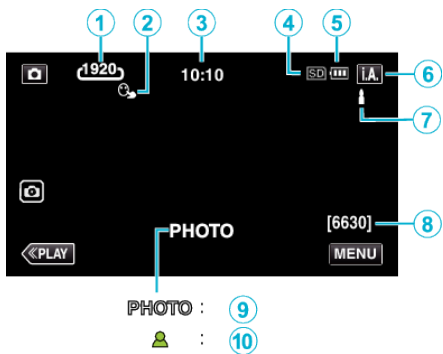 1 2 3 4 5
1920 10:10 SD i.A. 6
7
[6630] 8
PHOTO
≪PLAY MENU
PHOTO : 9
: 10